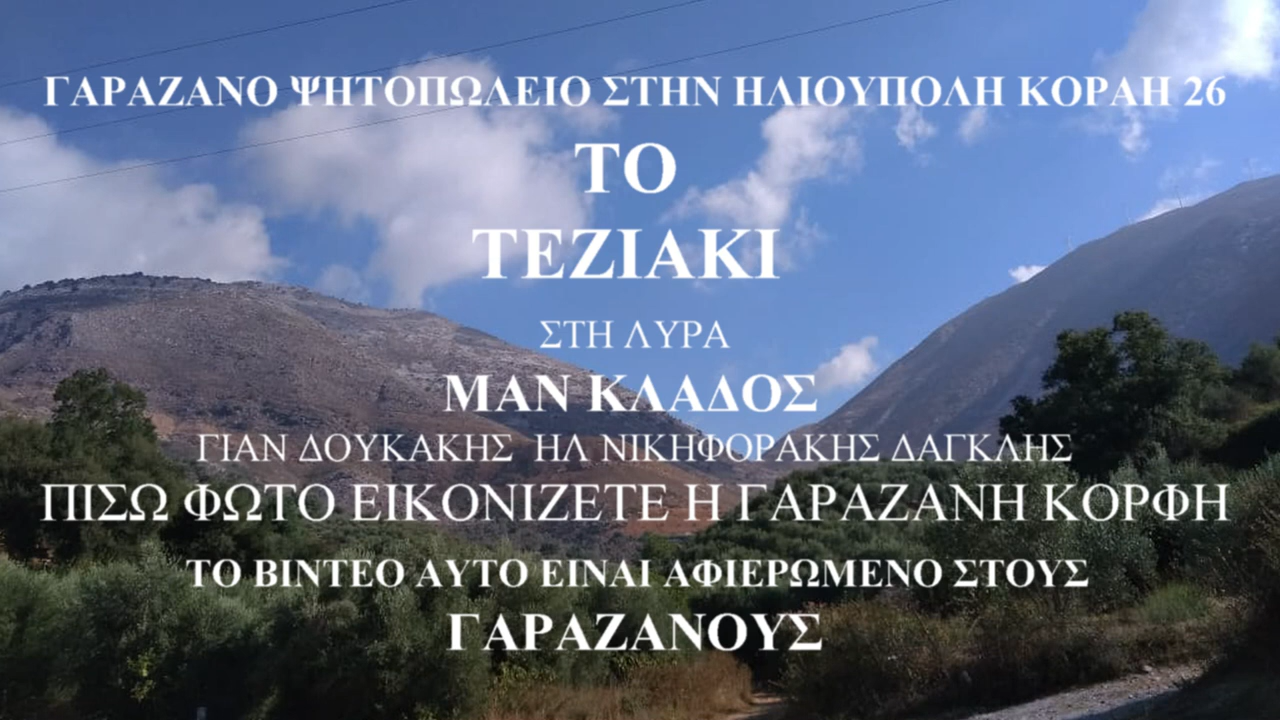 ΓΑΡΑΖΑΝΟ ΨΗΤΟΠΩΛΕΙΟ ΣΤΗΝ ΗΛΙΟΥΠΟΛΗ ΚΟΡΑΗ 26
ΤΟ
ΤΕΖΙΑΚΙ
ΣΤΗ ΛΥΡΑ
ΜΑΝ ΚΛΑΔΟΣ
ΓΙΑΝ ΔΟΥΚΑΚΗΣ ΗΛ ΝΙΚΗΦΟΡΑΚΗΣ ΔΑΓΚΛΗΣ
ΠΙΣΩ ΦΩΤΟ ΕΙΚΟΝΙΖΕΤΕ Η ΓΑΡΑΖΑΝΗ ΚΟΡΦΗ
ΤΟ ΒΙΝΤΕΟ ΑΥΤΟ ΕΙΝΑΙ ΑΦΙΕΡΩΜΕΝΟ ΣΤΟΥΣ
ΓΑΡΑΖΑΝΟΥΣ